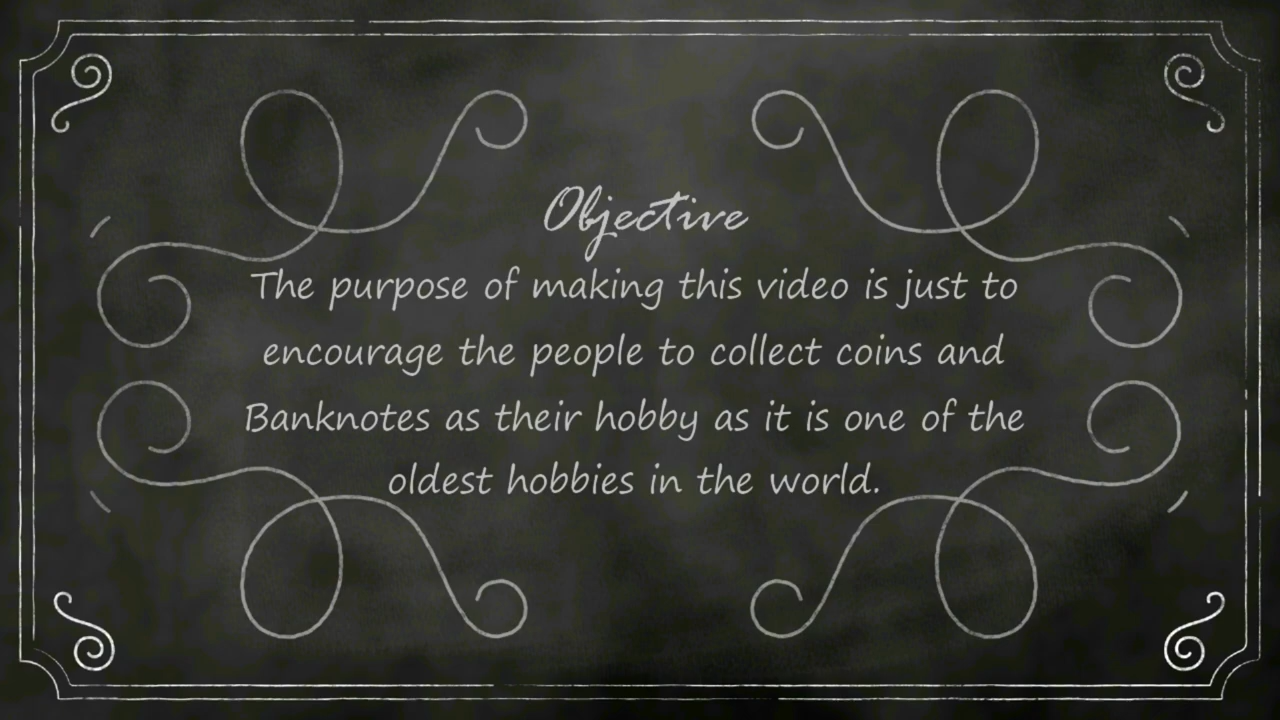 Objective
The purpose of making this video is just to
encourage the people to collect coins and
Banknotes as their hobby as it is one of the
oldest hobbies in the world.